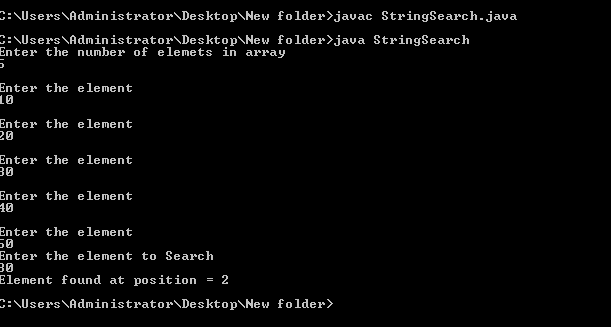 C:\Users\Administrator\Desktop\New folder>javac StringSearch.java
C:\Users\Administrator\Desktop\New folder>java StringSearch
Enter the number of elemets in array
5
Enter the element
10
Enter the element
20
Enter the element
30
Enter the element
40
Enter the element
50
Enter the element to Search
30
Element found at position = 2
C:\Users\Administrator\Desktop\New folder>